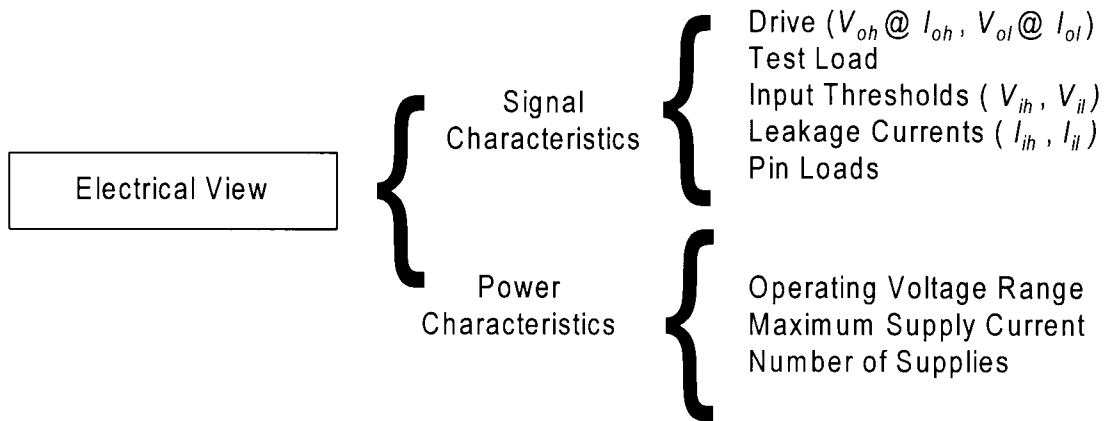 Electrical View
Signal
Characteristics
Drive (Voh @ Ioh, Vol @ Iol)
Test Load
Input Thresholds ( Vih , Vil)
Leakage Currents ( Iih , Iil)
Pin Loads
Power
Characteristics
Operating Voltage Range
Maximum Supply Current
Number of Supplies